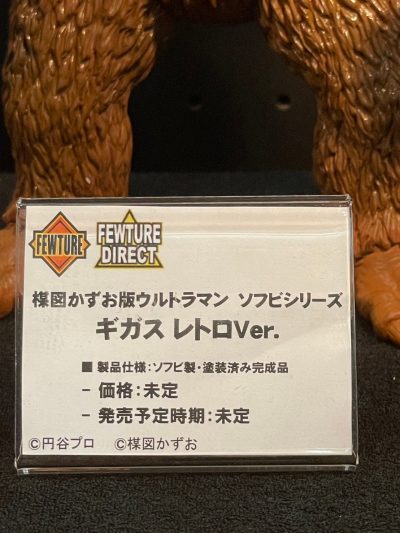 FEWTURE
FEWTURE
DIRECT
楳図かずお版ウルトラマン ソフビシリーズ
ギガス レトロVer.
■ 製品仕様:ソフビ製・塗装済み完成品
- 価格:未定
- 発売予定時期:未定
©円谷プロ ©楳図かずお